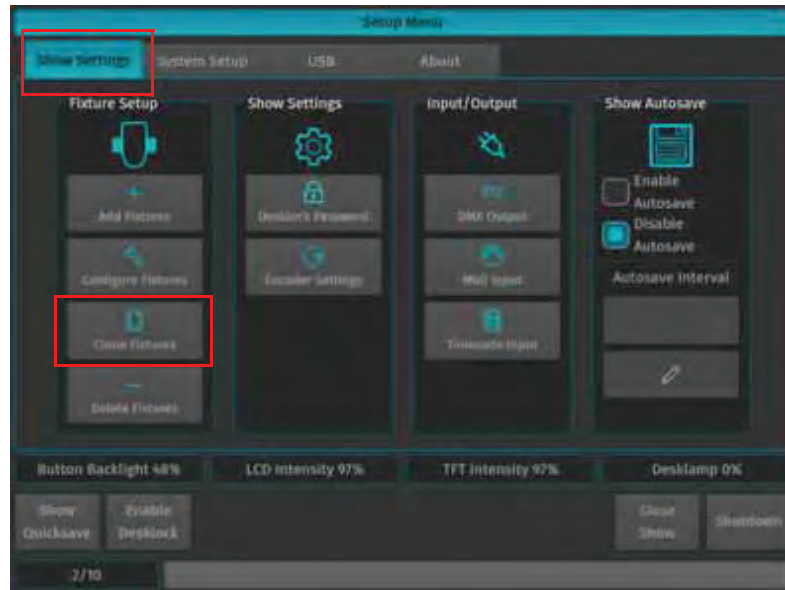 Setup Menu
Show Settings System Setup USB About
Fixture Setup Show Settings Input/Output Show Autosave
Add Fixtures
Configure Fixtures
Clone Fixtures
Delete Fixtures
Desklock Password
Encoder Settings
DMX Output
Midi Input
Timecode Input
Enable
Autosave
Disable
Autosave
Autosave Interval
Button Backlight 48% LCD Intensity 97% TFT Intensity 97% Desklamp 0%
Show
Quicksave
Enable
Desklock
Close
Show
Shutdown
2/10